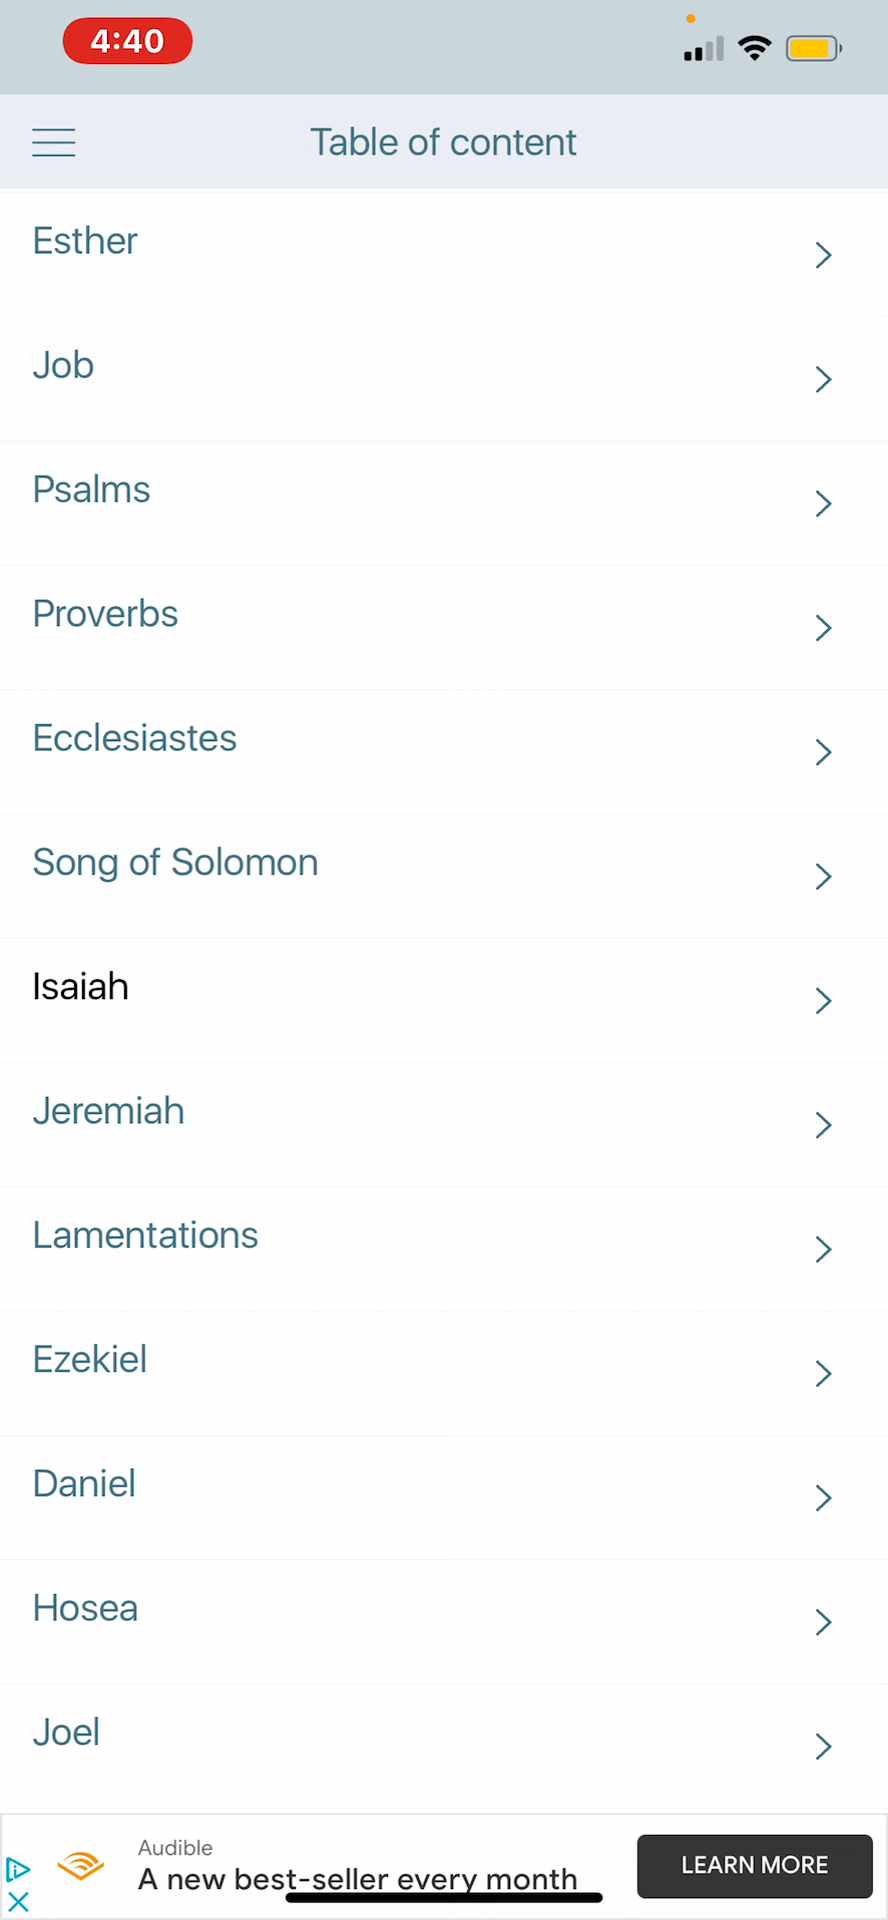 4:40
Table of content
Esther
Job
Psalms
Proverbs
Ecclesiastes
Song of Solomon
Isaiah
Jeremiah
Lamentations
Ezekiel
Daniel
Hosea
Joel
Audible
A new best-seller every month
LEARN MORE